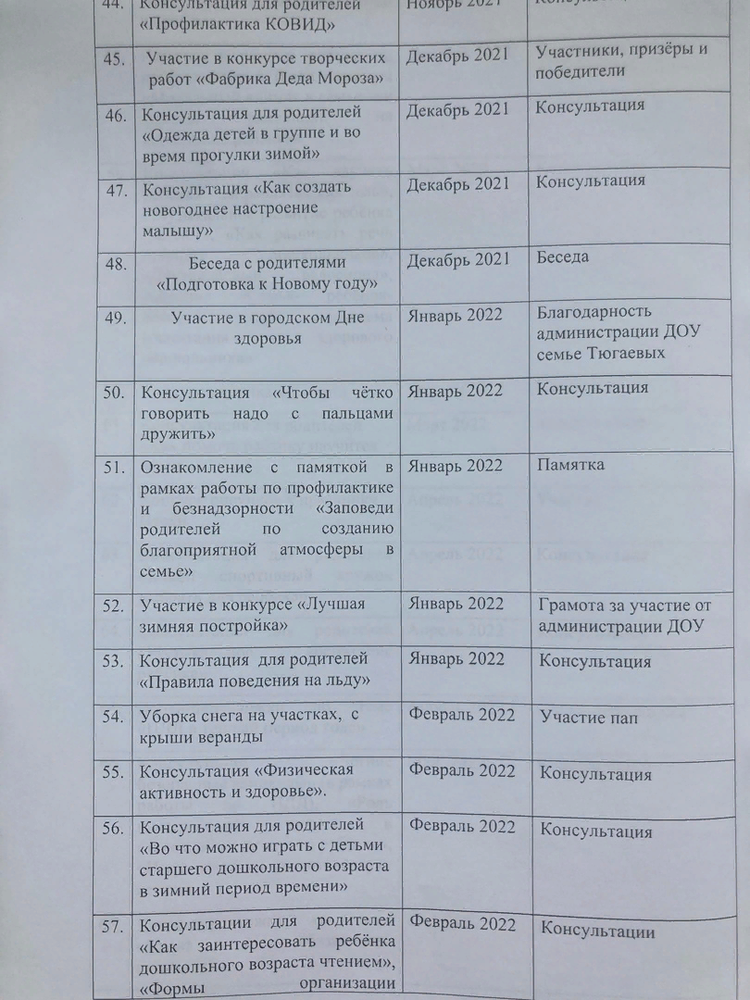 44. Консультация для родителей Ноябрь 2021
«Профилактика КОВИД»
45. Участие в конкурсе творческих Декабрь 2021 Участники, призёры и
работ «Фабрика Деда Мороза» победители
46. Консультация для родителей Декабрь 2021 Консультация
«Одежда детей в группе и во
время прогулки зимой»
47. Консультация «Как создать Декабрь 2021 Консультация
новогоднее настроение
малышу»
48. Беседа с родителями Декабрь 2021 Беседа
«Подготовка к Новому году»
49. Участие в городском Дне Январь 2022 Благодарность
здоровья администрации ДОУ
семье Тюгаевых
50. Консультация «Чтобы чётко Январь 2022 Консультация
говорить надо с пальцами
дружить»
51. Ознакомление с памяткой в Январь 2022 Памятка
рамках работы по профилактике
и безнадзорности «Заповеди
родителей по созданию
благоприятной атмосферы в
семье»
52. Участие в конкурсе «Лучшая Январь 2022 Грамота за участие от
зимняя постройка» администрации ДОУ
53. Консультация для родителей Январь 2022 Консультация
«Правила поведения на льду»
54. Уборка снега на участках, с Февраль 2022 Участие пап
крыши веранды
55. Консультация «Физическая Февраль 2022 Консультация
активность и здоровье».
56. Консультация для родителей Февраль 2022 Консультация
«Во что можно играть с детьми
старшего дошкольного возраста
в зимний период времени»
57. Консультации для родителей Февраль 2022 Консультации
«Как заинтересовать ребёнка
дошкольного возраста чтением»,
«Формы организации